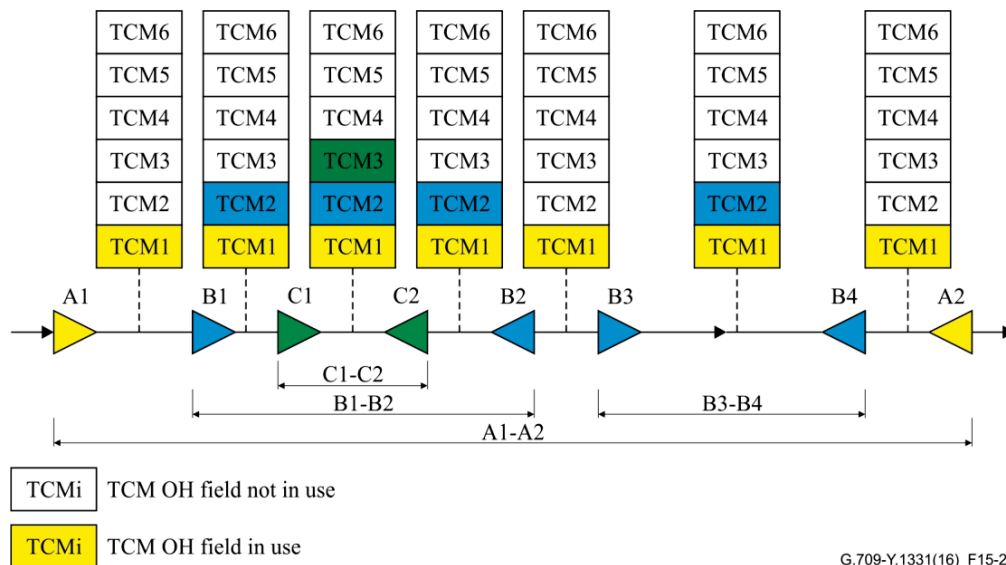 TCM6 TCM6 TCM6 TCM6 TCM6 TCM6 TCM6
TCM5 TCM5 TCM5 TCM5 TCM5 TCM5 TCM5
TCM4 TCM4 TCM4 TCM4 TCM4 TCM4 TCM4
TCM3 TCM3 TCM3 TCM3 TCM3 TCM3 TCM3
TCM2 TCM2 TCM2 TCM2 TCM2 TCM2 TCM2
TCM1 TCM1 TCM1 TCM1 TCM1 TCM1 TCM1
A1 B1 C1 C2 B2 B3 B4 A2
C1-C2
B1-B2 B3-B4
A1-A2
TCMi TCM OH field not in use
TCMi TCM OH field in use
G.709-Y.1331(16)_F15-2